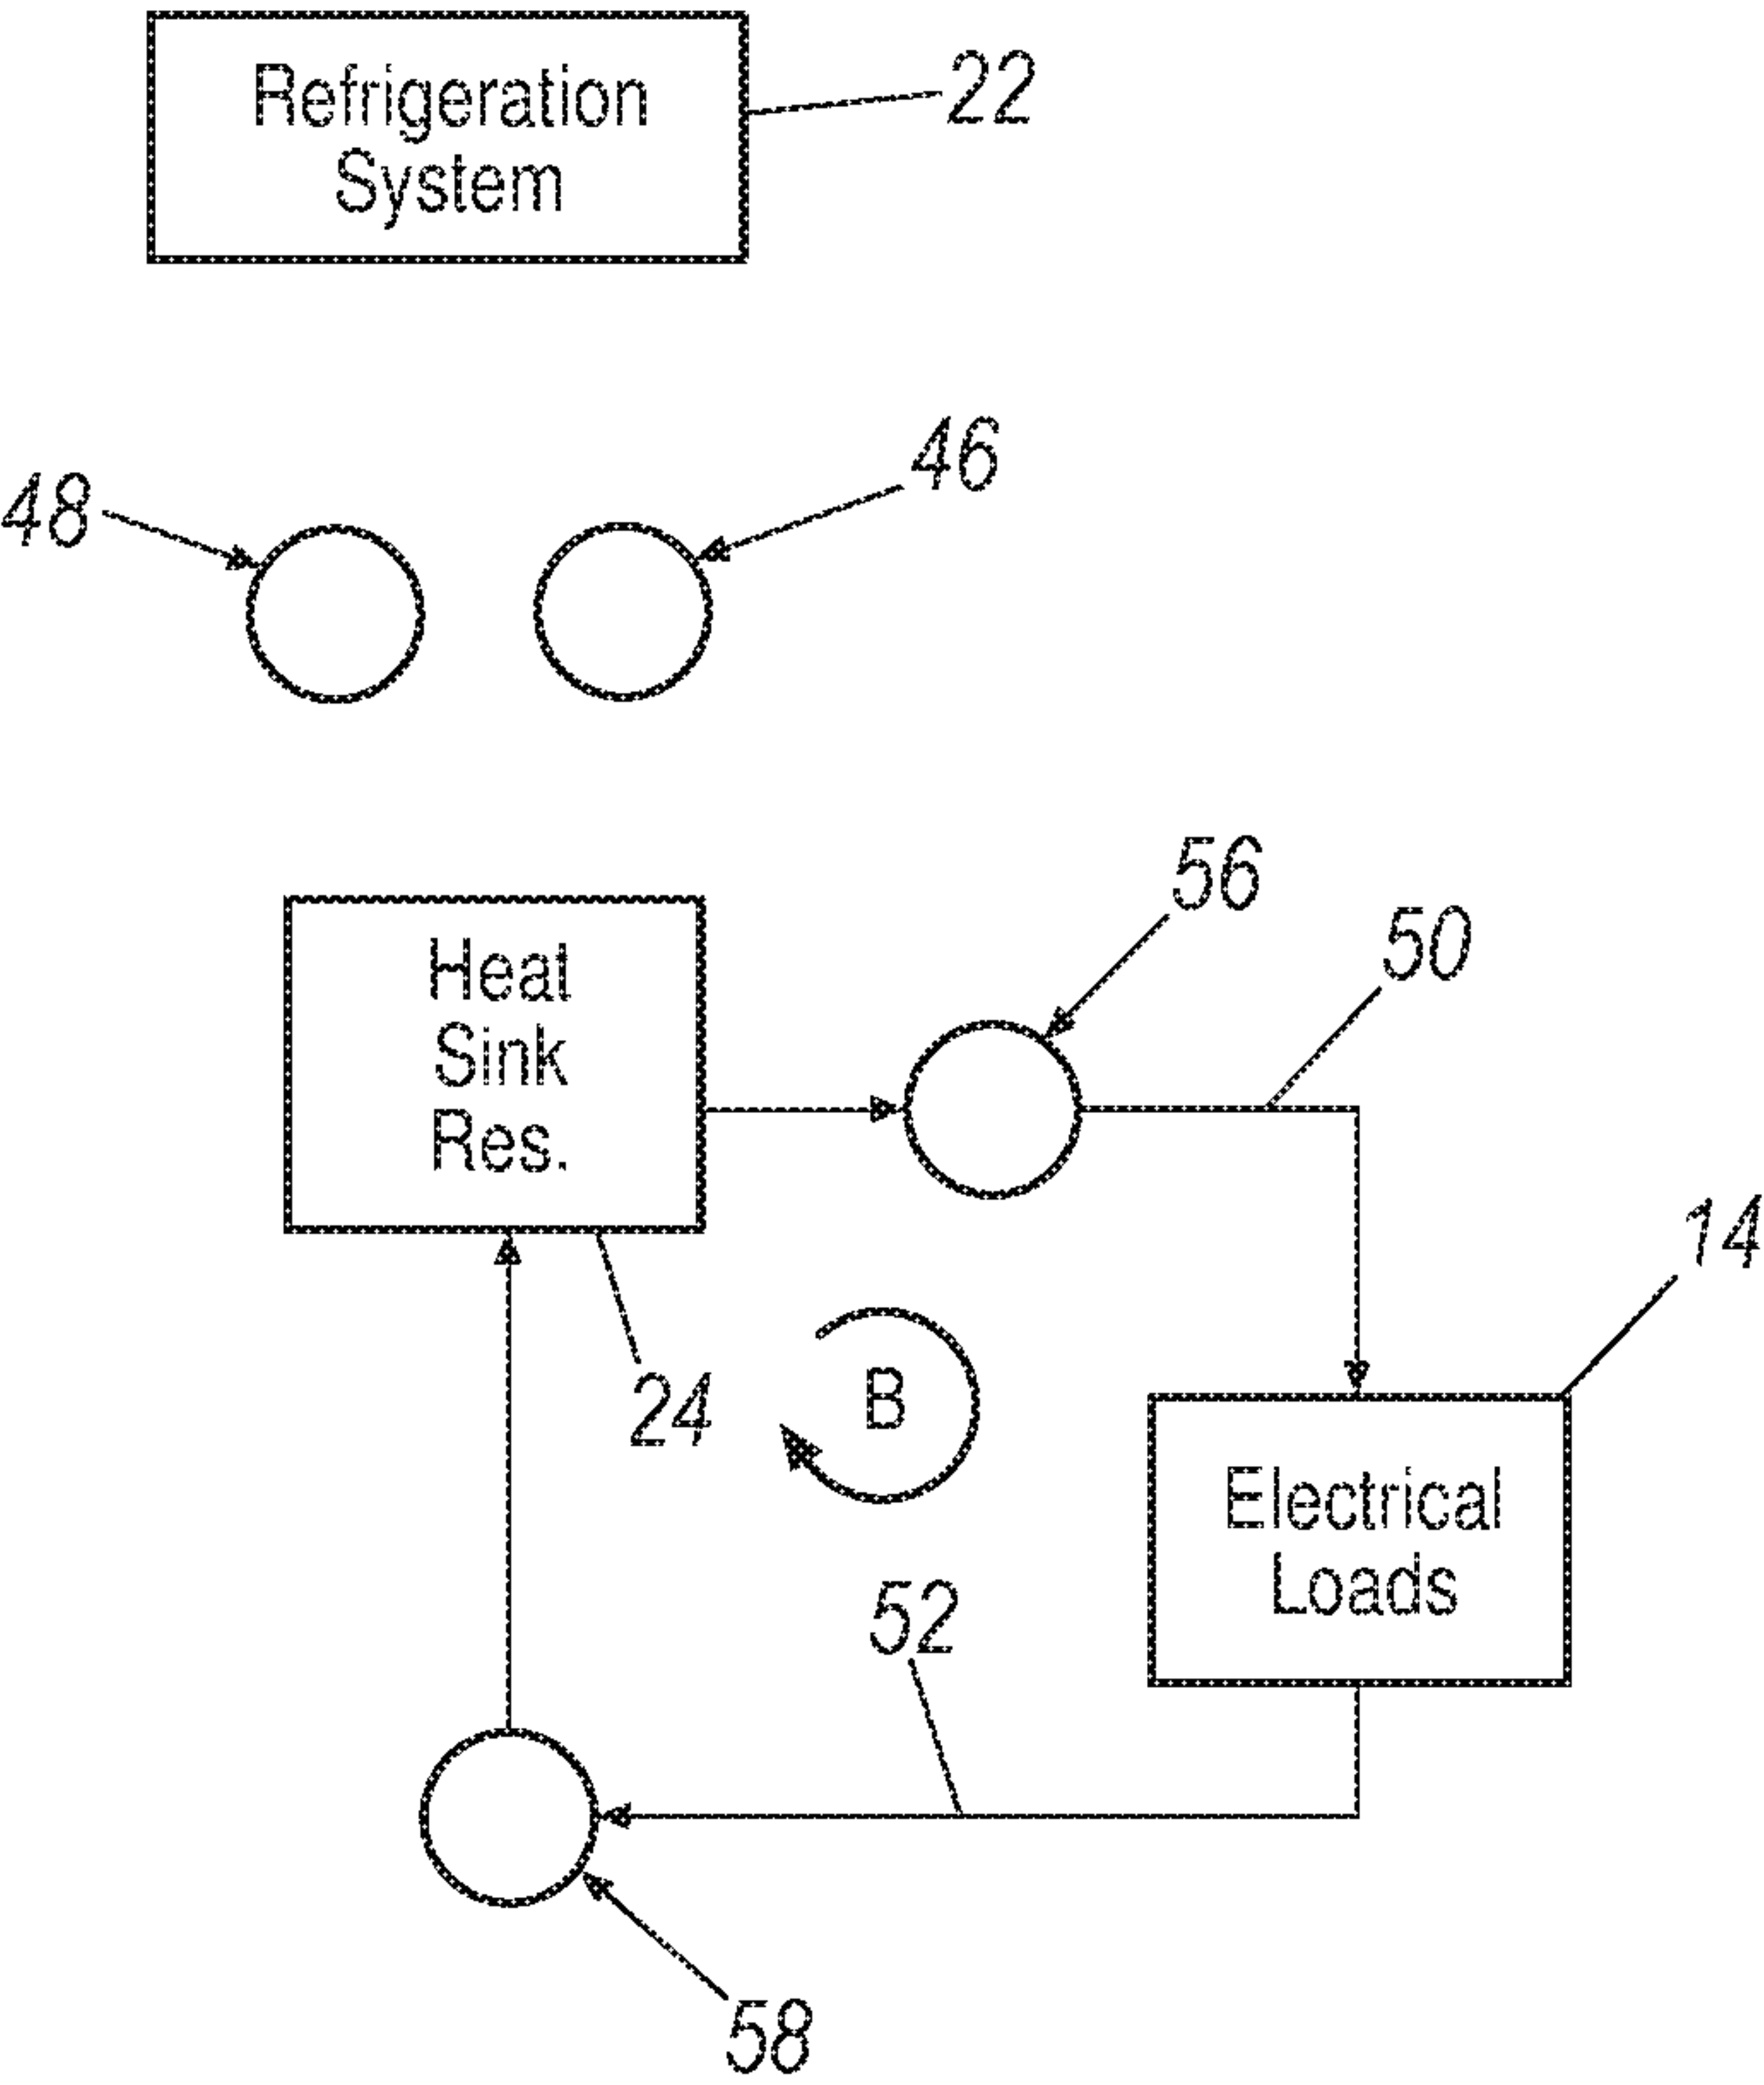 Refrigeration
System
22
48
46
56
50
Heat
Sink
Res.
14
24
B
Electrical
Loads
52
58